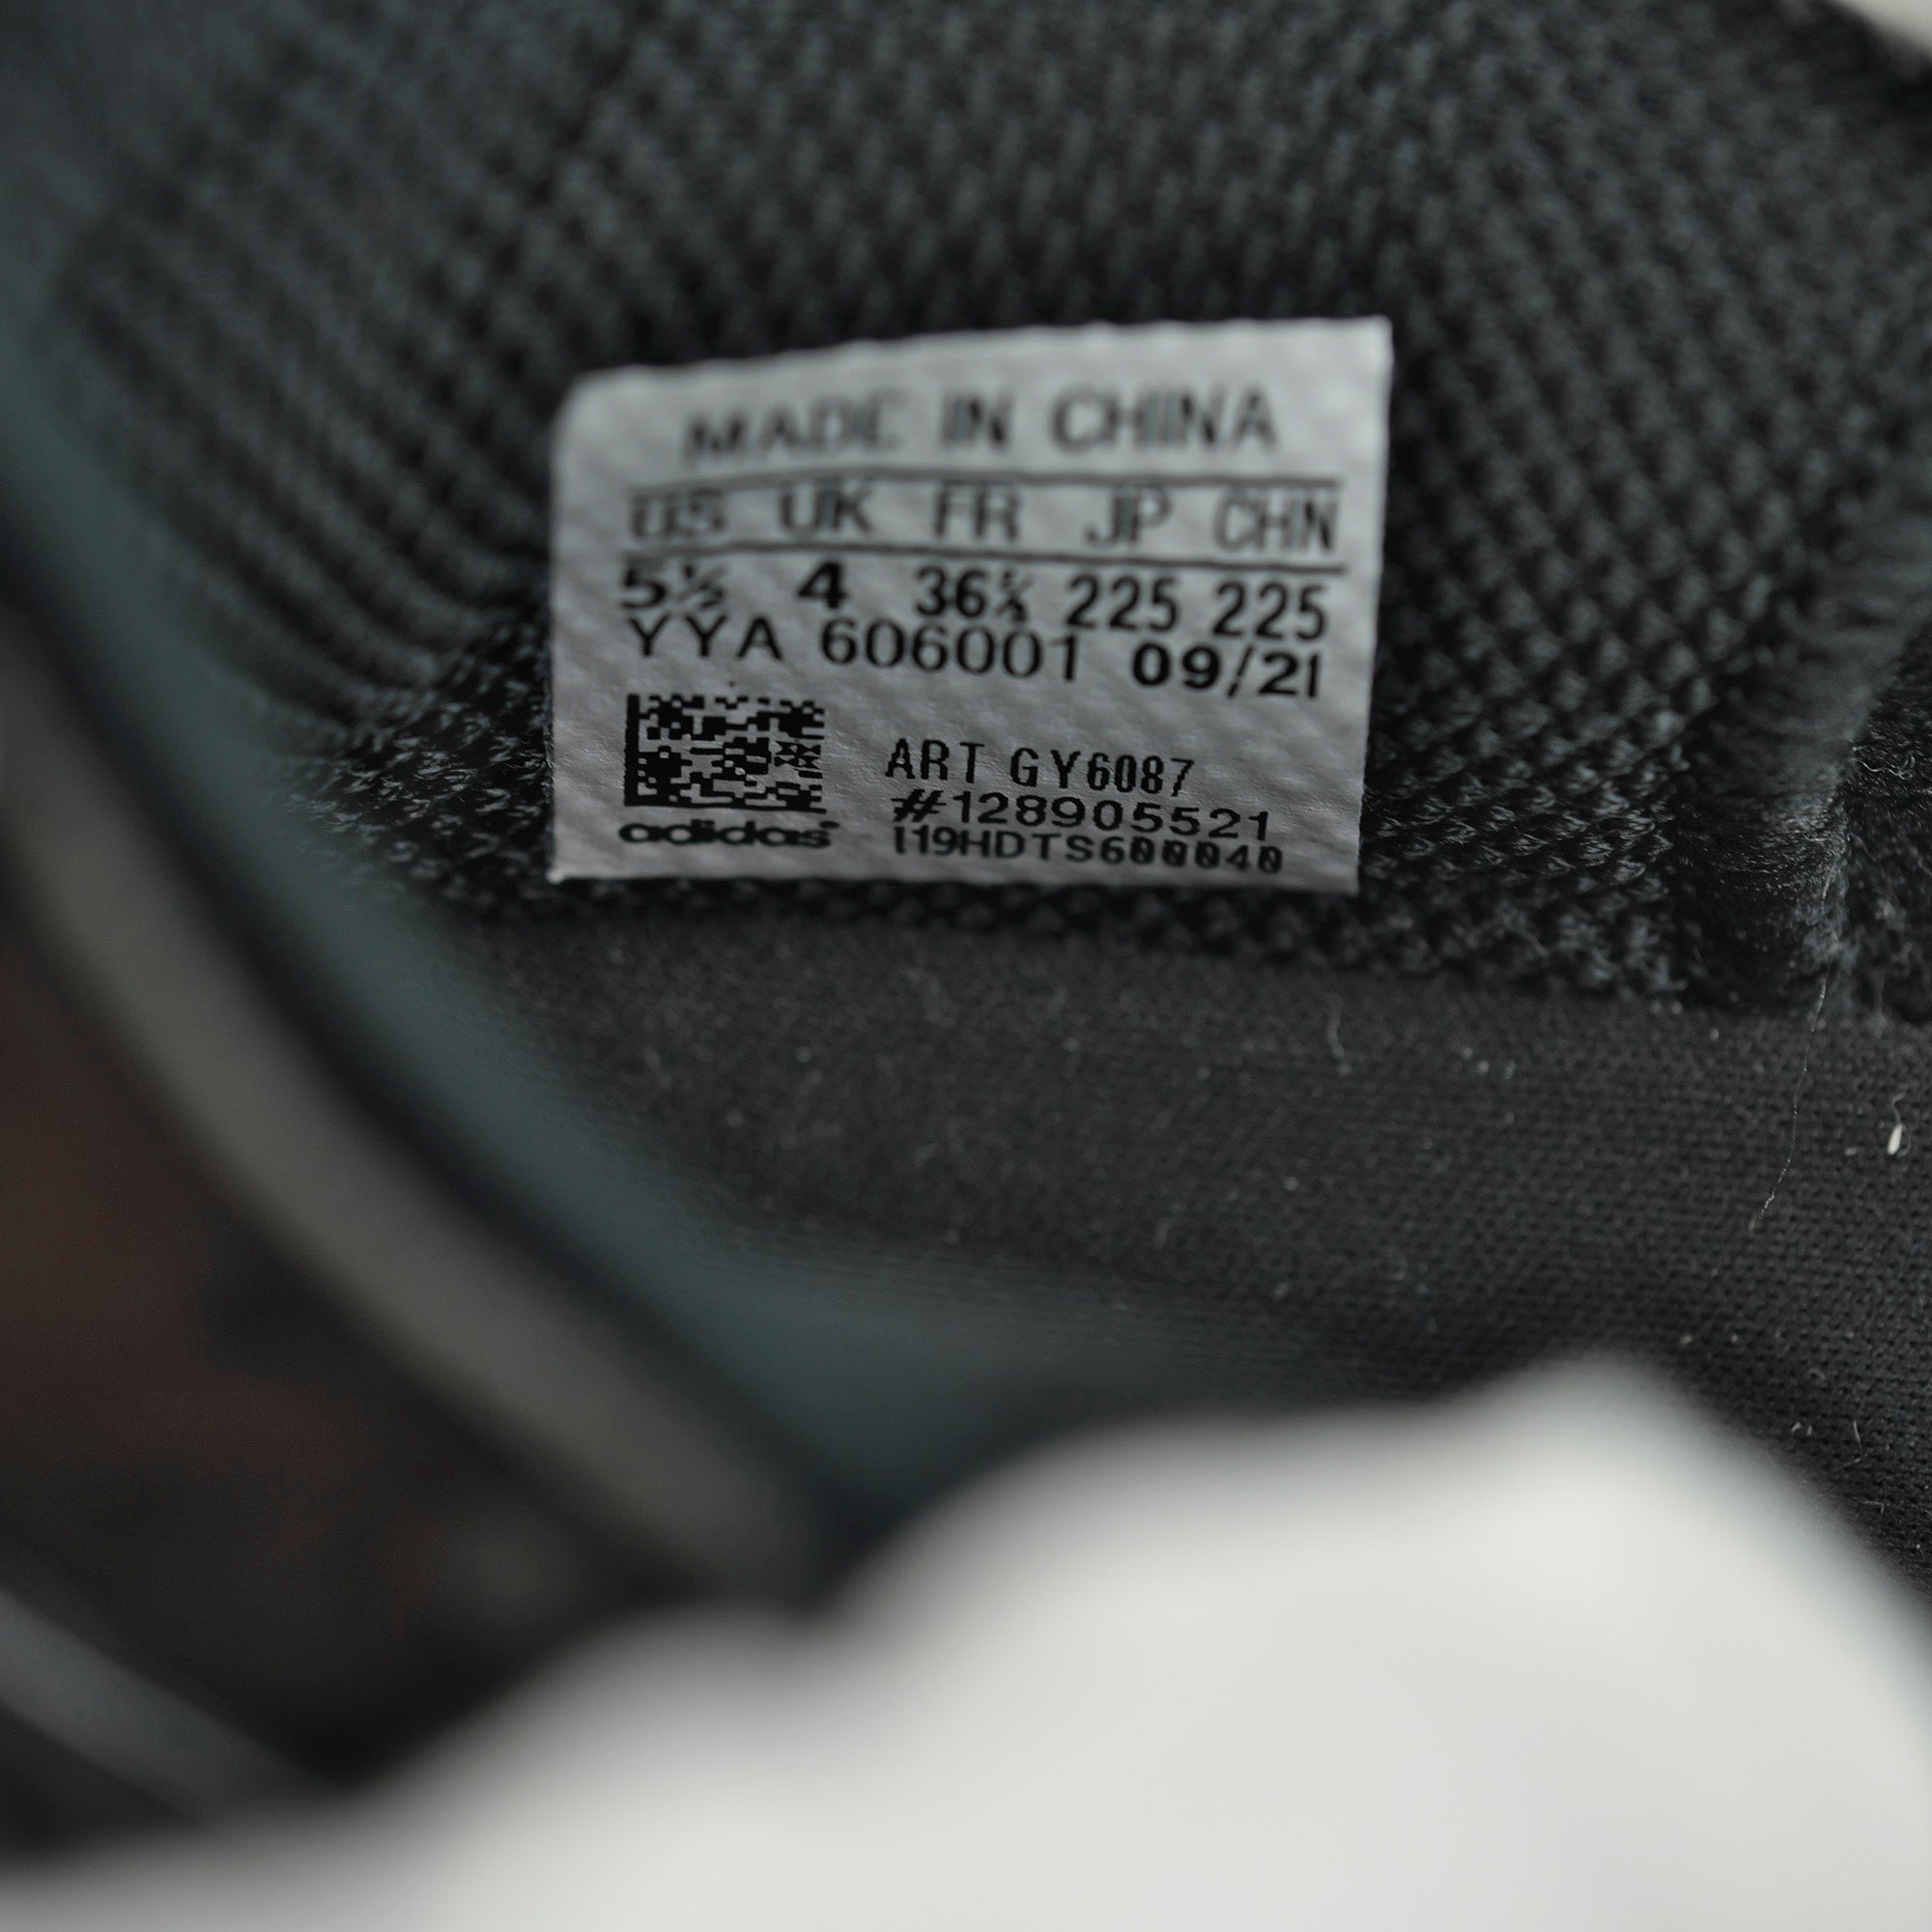 MADE IN CHINA
US UK FR JP CHN
5½ 4 36⅔ 225 225
YYA 606001 09/21
ART GY6087
#128905521
adidas
I19HDTS600040